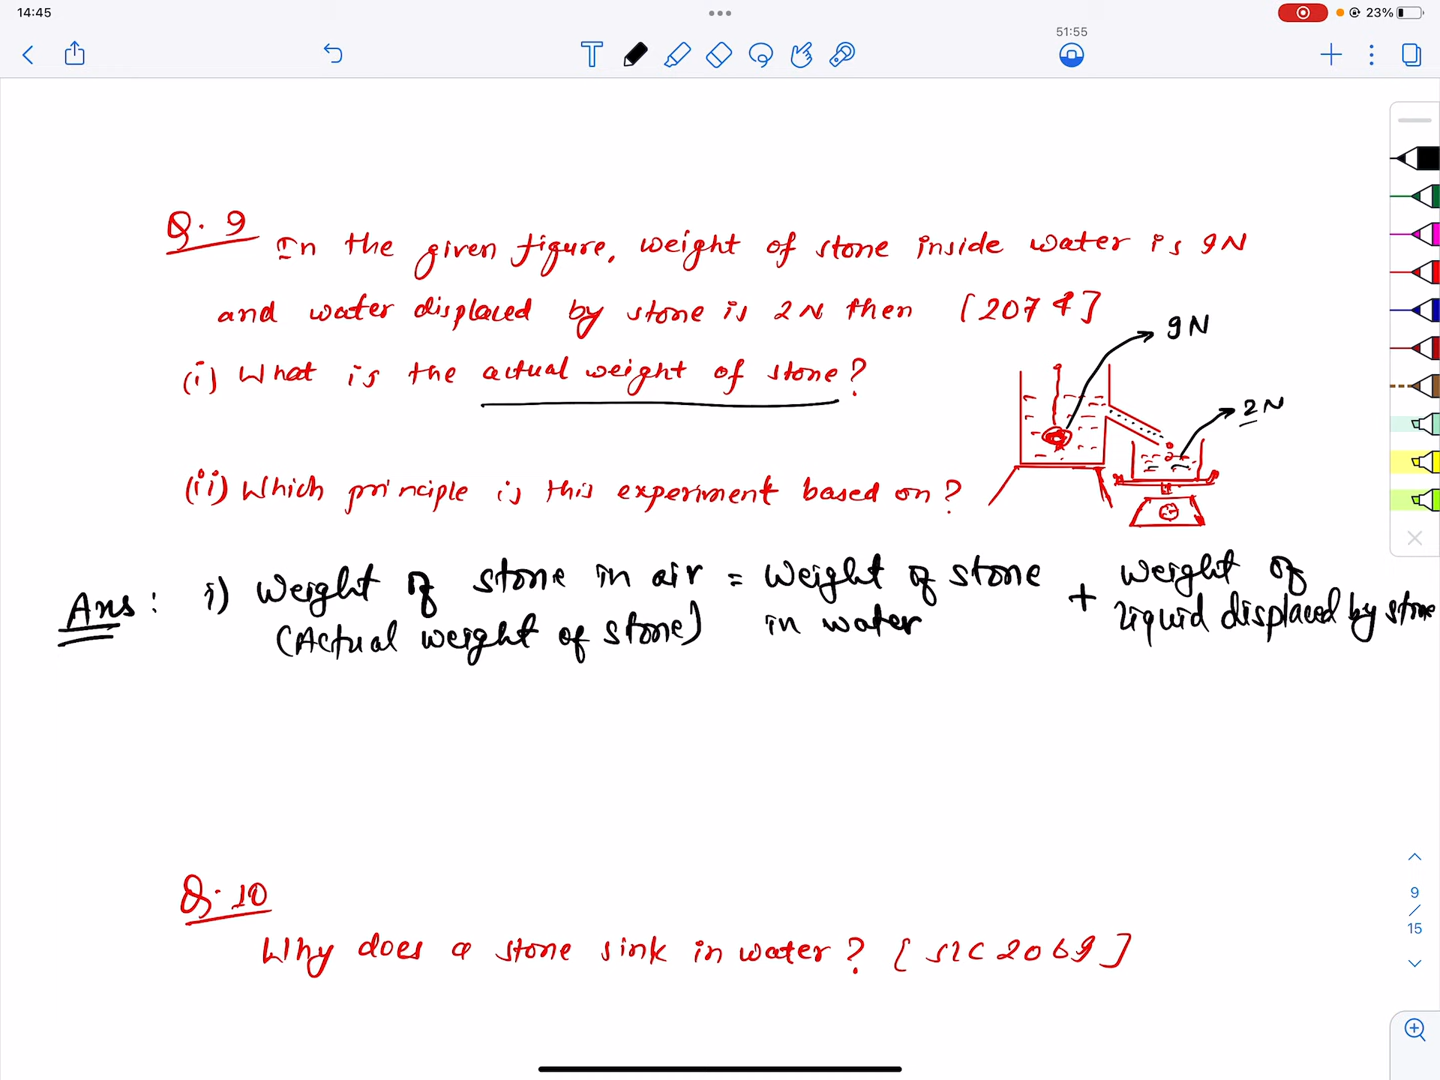 14:45
23%
51:55
Q. 9
In the given figure, weight of stone inside water is 9N
and water displaced by stone is 2N then [2074]
9N
(i) What is the actual weight of stone?
2N
(ii) Which principle is this experiment based on?
Ans: i) Weight of stone in air = Weight of stone + Weight of
(Actual weight of stone) in water liquid displaced by stone
9
/
15
Q. 10
Why does a stone sink in water? [SLC 2069]